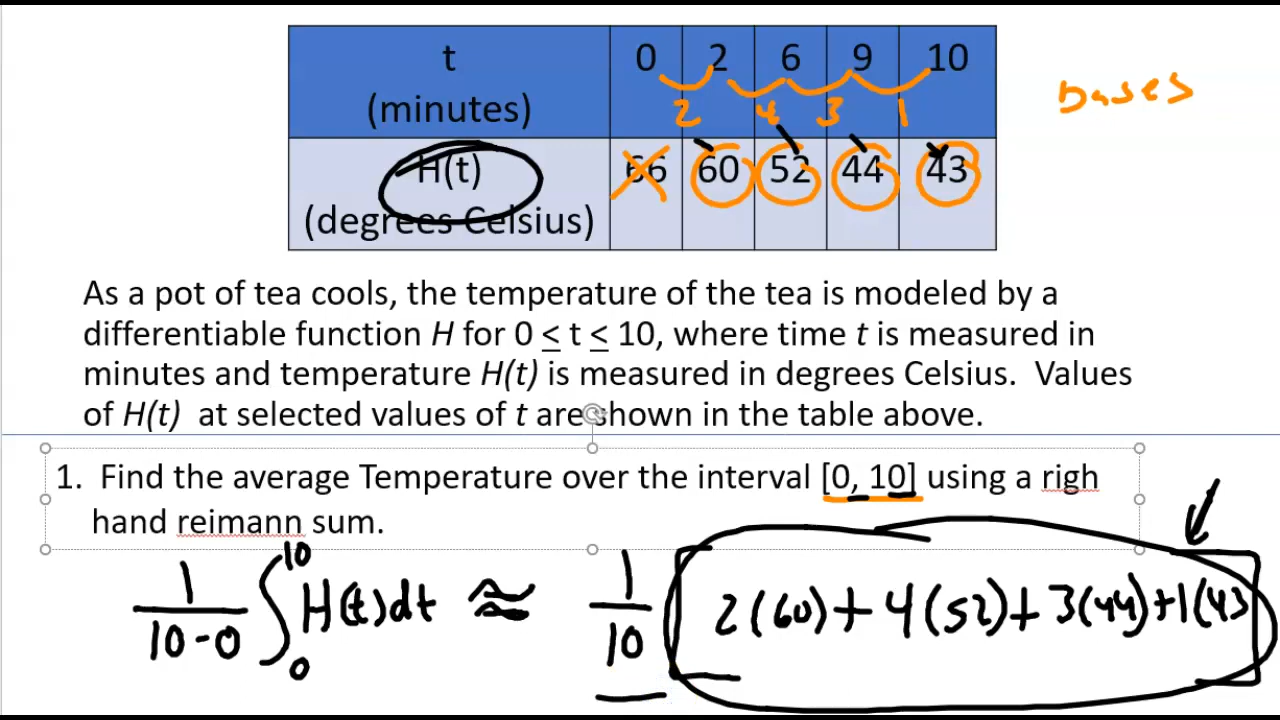 t 0 2 6 9 10
(minutes) 2 4 3 1
bases
H(t) 66 60 52 44 43
(degrees Celsius)
As a pot of tea cools, the temperature of the tea is modeled by a
differentiable function H for 0 ≤ t ≤ 10, where time t is measured in
minutes and temperature H(t) is measured in degrees Celsius. Values
of H(t) at selected values of t are shown in the table above.
1. Find the average Temperature over the interval [0, 10] using a righ
hand reimann sum.
1/(10-0) ∫₀¹⁰ H(t)dt ≈ 1/10 [2(60)+4(52)+3(44)+1(43]